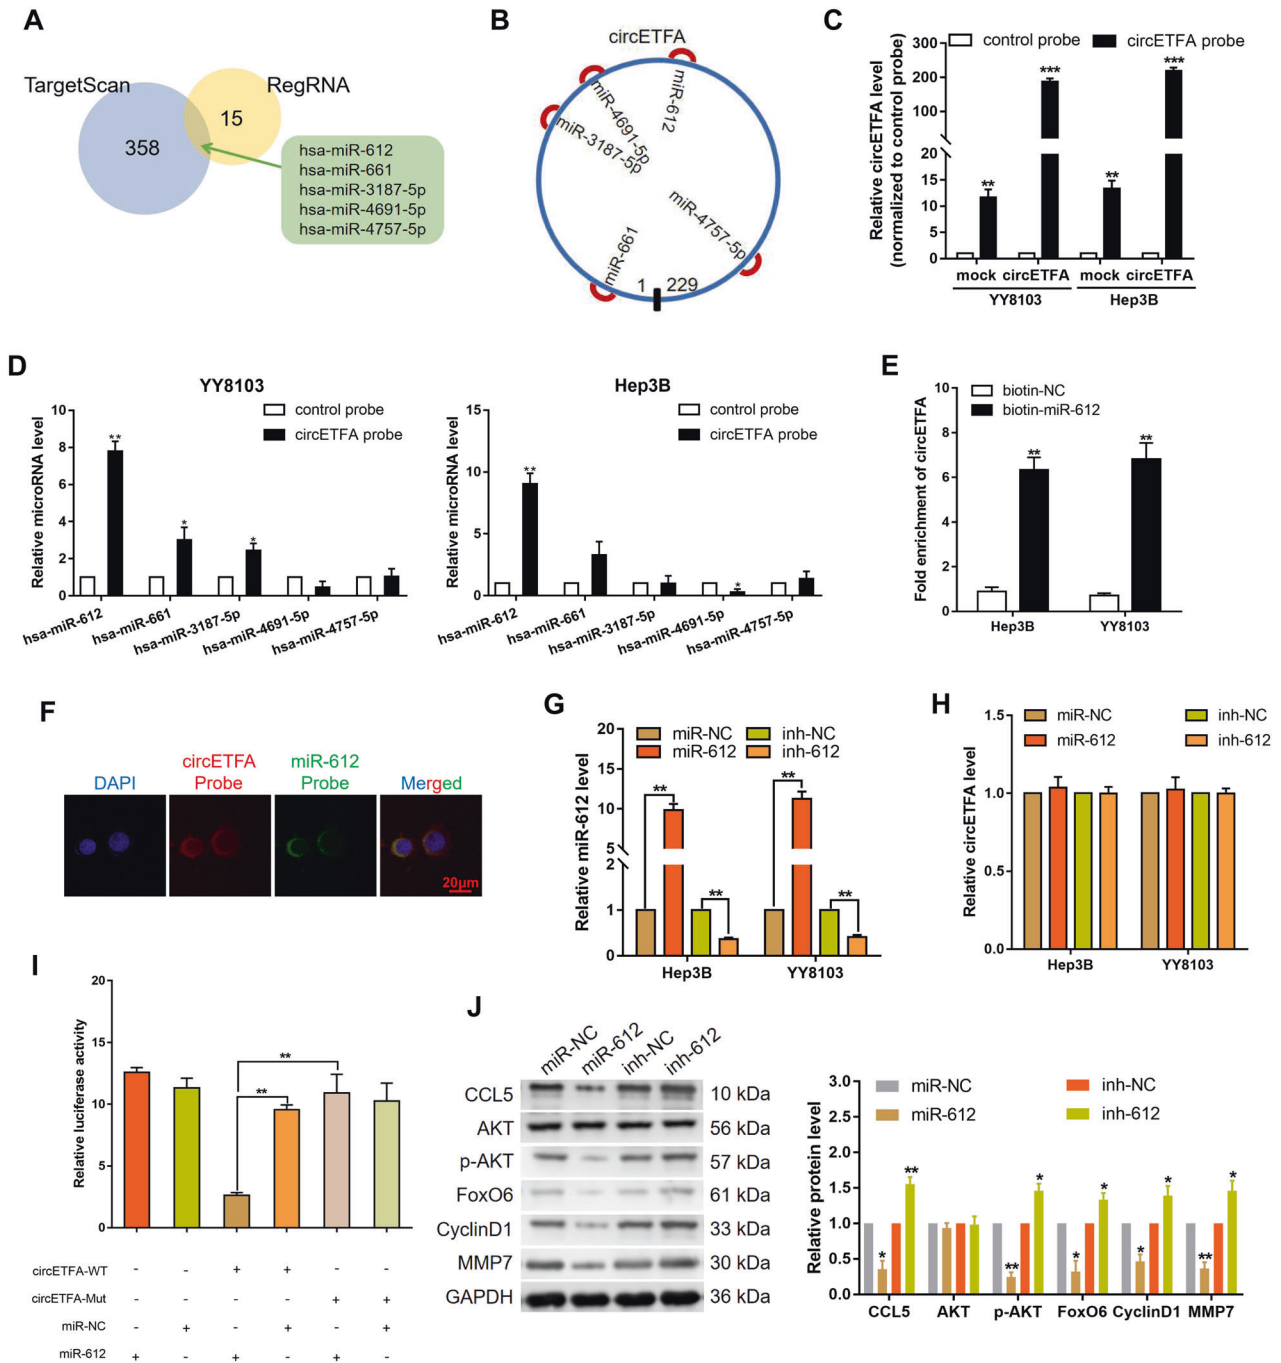 A
TargetScan
RegRNA
358
15
hsa-miR-612
hsa-miR-661
hsa-miR-3187-5p
hsa-miR-4691-5p
hsa-miR-4757-5p
B
circETFA
miR-612
miR-4691-5p
miR-3187-5p
miR-4757-5p
miR-661
1
229
C
control probe
circETFA probe
Relative circETFA level
(normalized to control probe)
300
200
100
20
15
10
5
0
**
***
**
***
mock circETFA mock circETFA
YY8103
Hep3B
D
YY8103
control probe
circETFA probe
Relative microRNA level
10
8
6
4
2
0
**
*
*
hsa-miR-612
hsa-miR-661
hsa-miR-3187-5p
hsa-miR-4691-5p
hsa-miR-4757-5p
Hep3B
control probe
circETFA probe
Relative microRNA level
15
10
5
0
**
*
hsa-miR-612
hsa-miR-661
hsa-miR-3187-5p
hsa-miR-4691-5p
hsa-miR-4757-5p
E
biotin-NC
biotin-miR-612
Fold enrichment of circETFA
10
8
6
4
2
0
**
**
Hep3B
YY8103
F
DAPI
circETFA
Probe
miR-612
Probe
Merged
20μm
G
miR-NC
miR-612
inh-NC
inh-612
Relative miR-612 level
20
15
10
5
2
1
0
**
**
**
**
Hep3B
YY8103
H
miR-NC
miR-612
inh-NC
inh-612
Relative circETFA level
1.5
1.0
0.5
0.0
Hep3B
YY8103
I
Relative luciferase activity
20
15
10
5
0
**
**
circETFA-WT - - + + - -
circETFA-Mut - - - - + +
miR-NC - + - + - +
miR-612 + - + - + -
J
miR-NC
miR-612
inh-NC
inh-612
CCL5 10 kDa
AKT 56 kDa
p-AKT 57 kDa
FoxO6 61 kDa
CyclinD1 33 kDa
MMP7 30 kDa
GAPDH 36 kDa
miR-NC
miR-612
inh-NC
inh-612
Relative protein level
3.0
2.5
2.0
1.5
1.0
0.5
0.0
* ** ** * * * * * ** *
CCL5 AKT p-AKT FoxO6 CyclinD1 MMP7